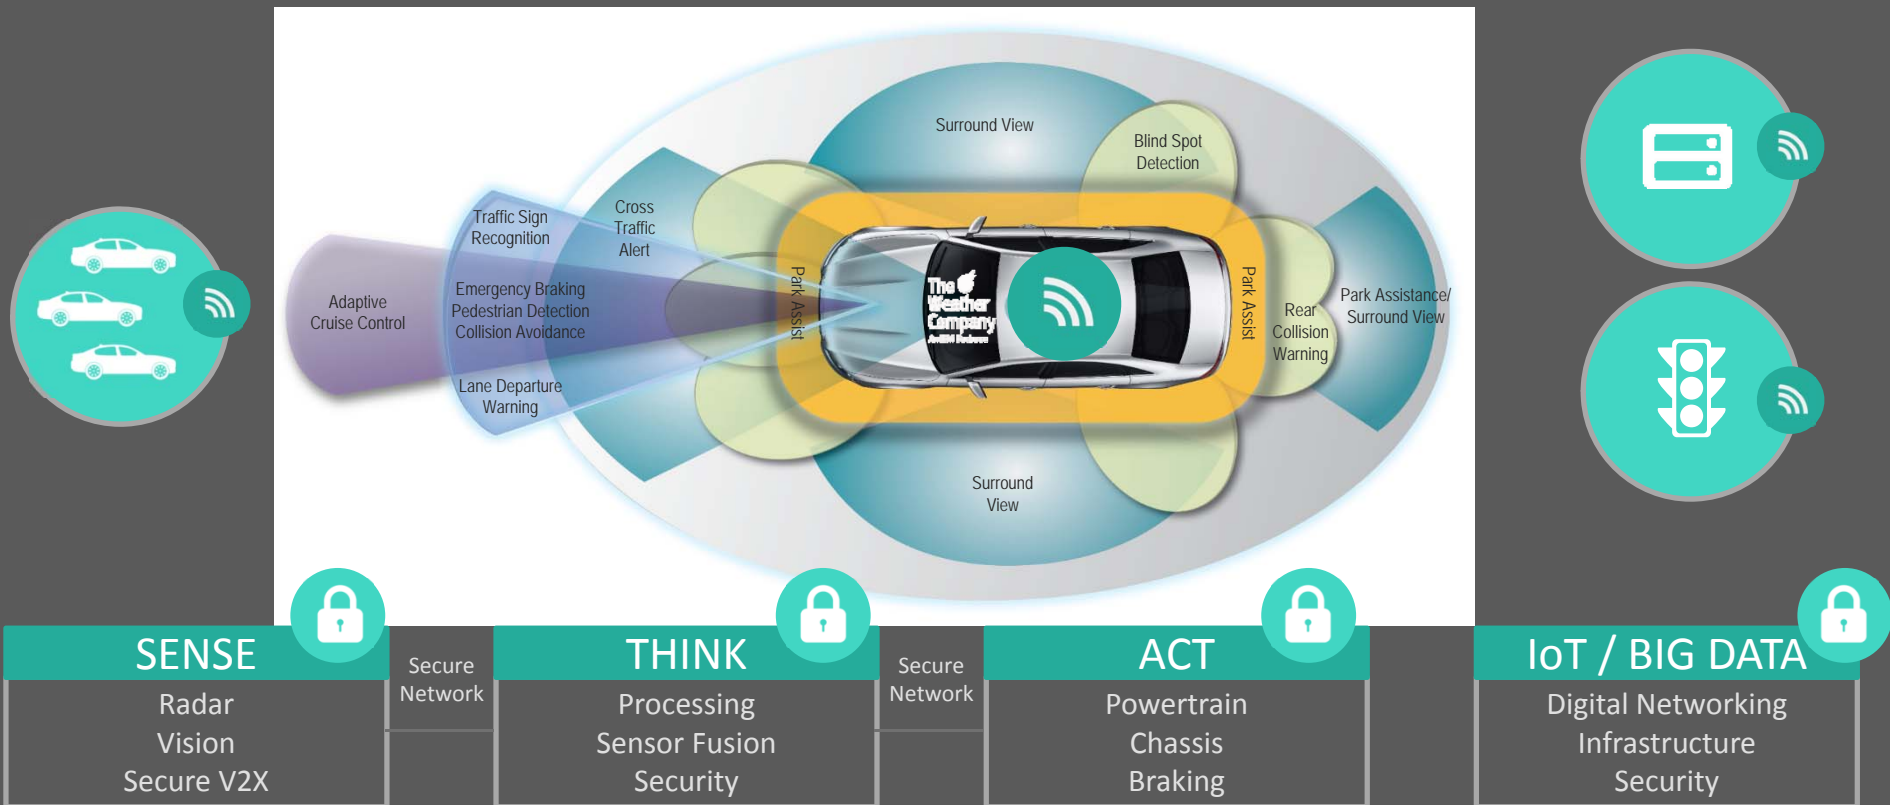 Surround View
Blind Spot
Detection
Traffic Sign
Recognition
Cross
Traffic
Alert
Adaptive
Cruise Control
Emergency Braking
Pedestrian Detection
Collision Avoidance
Lane Departure
Warning
Park Assist
The
Weather
Company
An IBM Business
Park Assist
Rear
Collision
Warning
Park Assistance/
Surround View
Surround
View
SENSE
Radar
Vision
Secure V2X
Secure
Network
THINK
Processing
Sensor Fusion
Security
Secure
Network
ACT
Powertrain
Chassis
Braking
IoT / BIG DATA
Digital Networking
Infrastructure
Security